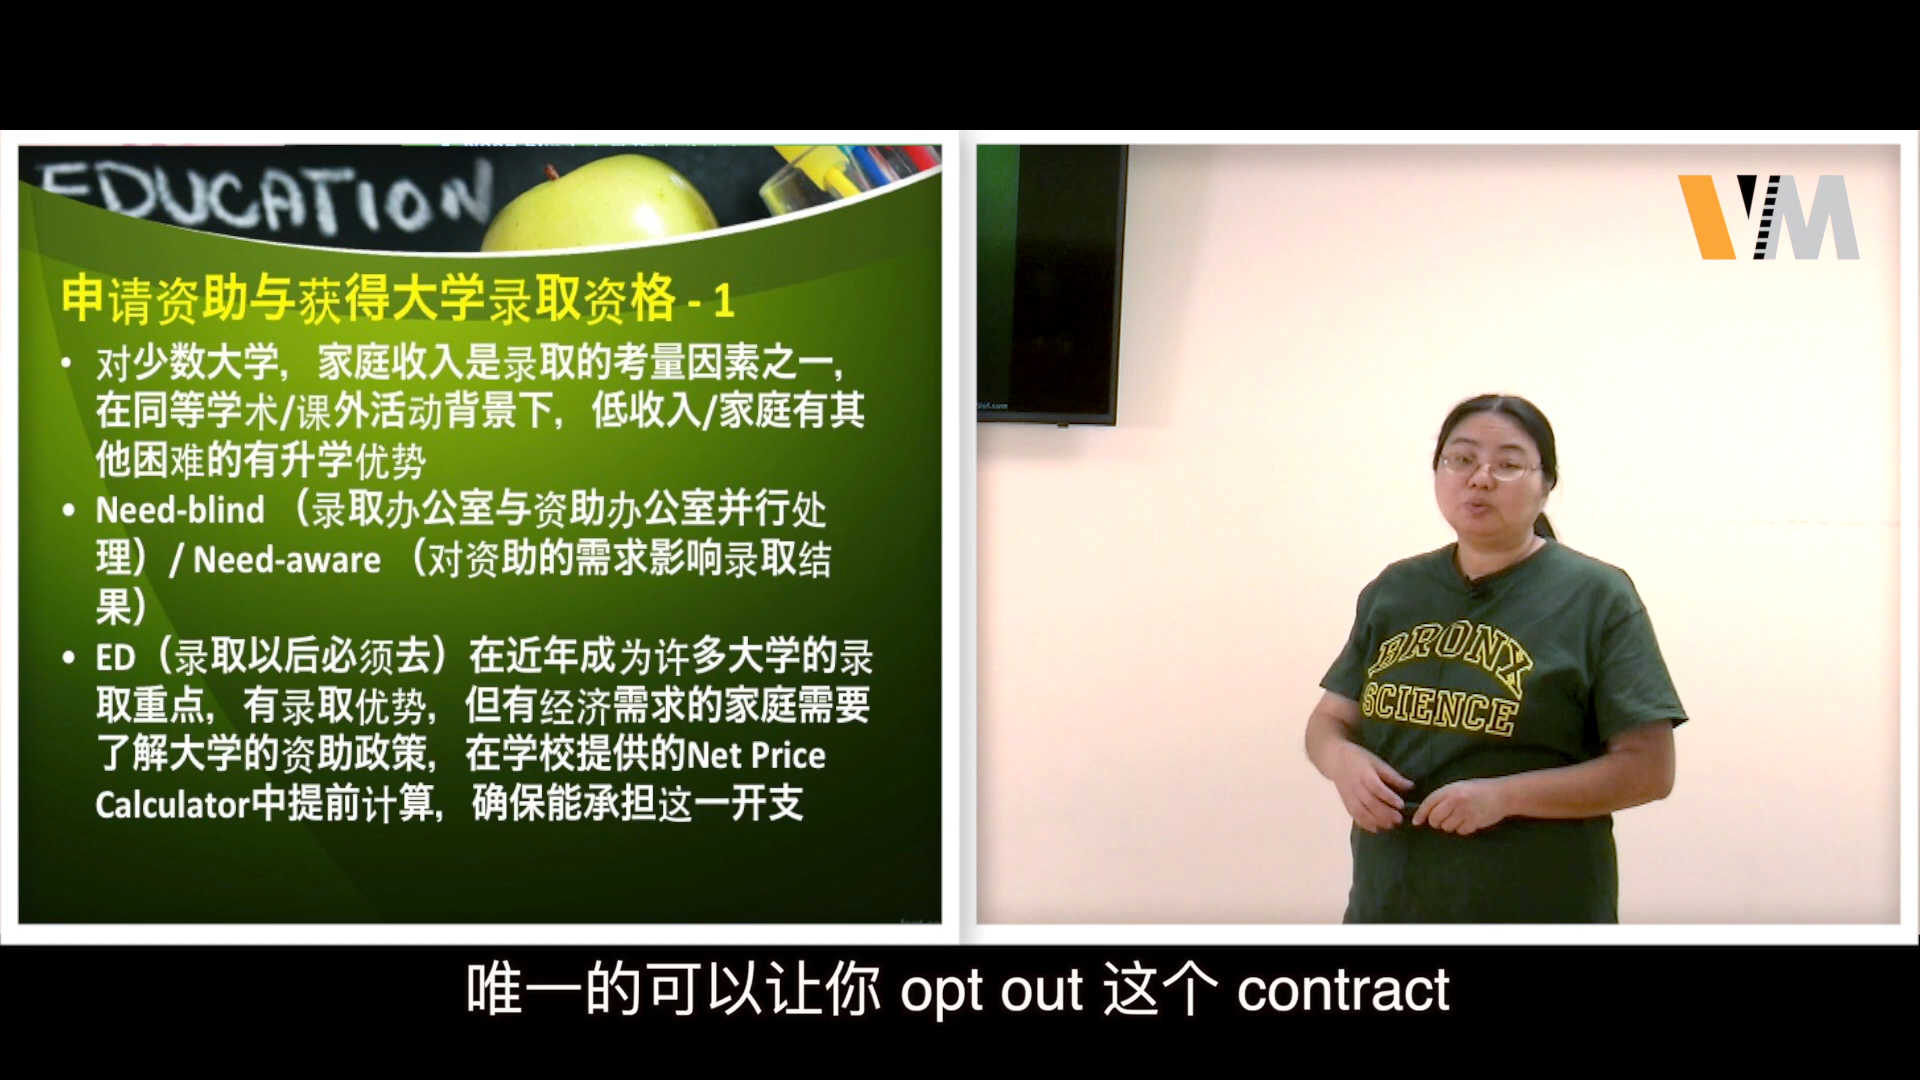 EDUCATION
申请资助与获得大学录取资格 - 1
• 对少数大学，家庭收入是录取的考量因素之一，
在同等学术/课外活动背景下，低收入/家庭有其
他困难的有升学优势
• Need-blind （录取办公室与资助办公室并行处
理）/ Need-aware （对资助的需求影响录取结
果）
• ED（录取以后必须去）在近年成为许多大学的录
取重点，有录取优势，但有经济需求的家庭需要
了解大学的资助政策，在学校提供的Net Price
Calculator中提前计算，确保能承担这一开支
VM
BRONX
SCIENCE
唯一的可以让你 opt out 这个 contract